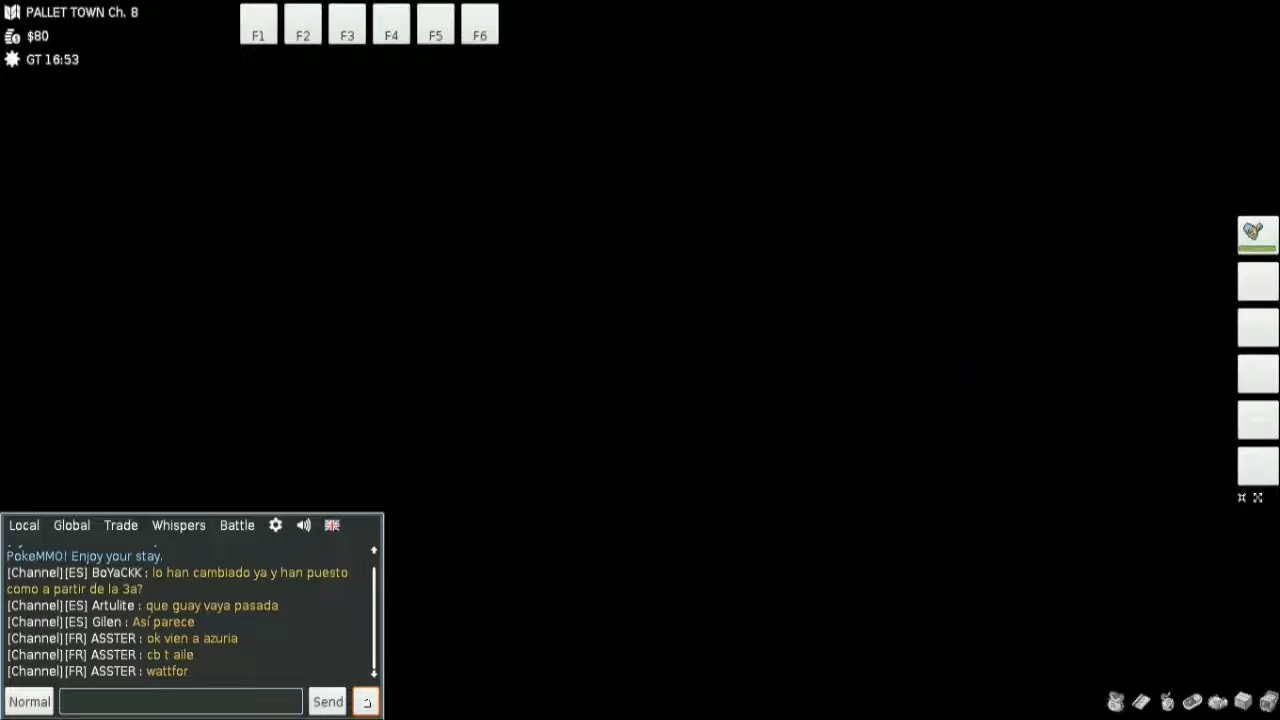 PALLET TOWN Ch. 8
$80
GT 16:53
F1 F2 F3 F4 F5 F6
Local Global Trade Whispers Battle
PokeMMO! Enjoy your stay.
[Channel][ES] BoYaCKK : lo han cambiado ya y han puesto
como a partir de la 3a?
[Channel][ES] Artulite : que guay vaya pasada
[Channel][ES] Gilen : Así parece
[Channel][FR] ASSTER : ok vien a azuria
[Channel][FR] ASSTER : cb t aile
[Channel][FR] ASSTER : wattfor
Normal Send